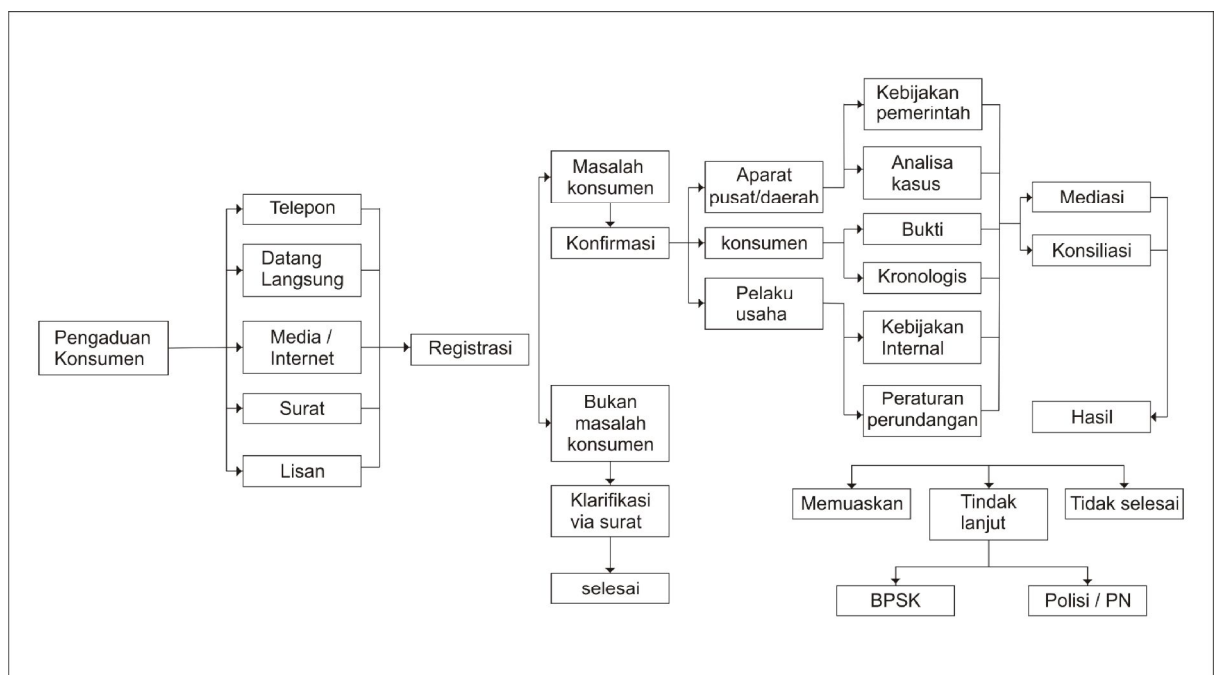 Pengaduan
Konsumen
Telepon
Datang
Langsung
Media /
Internet
Surat
Lisan
Registrasi
Masalah
konsumen
Konfirmasi
Bukan
masalah
konsumen
Klarifikasi
via surat
selesai
Aparat
pusat/daerah
konsumen
Pelaku
usaha
Kebijakan
pemerintah
Analisa
kasus
Bukti
Kronologis
Kebijakan
Internal
Peraturan
perundangan
Mediasi
Konsiliasi
Hasil
Memuaskan
Tindak
lanjut
Tidak selesai
BPSK
Polisi / PN